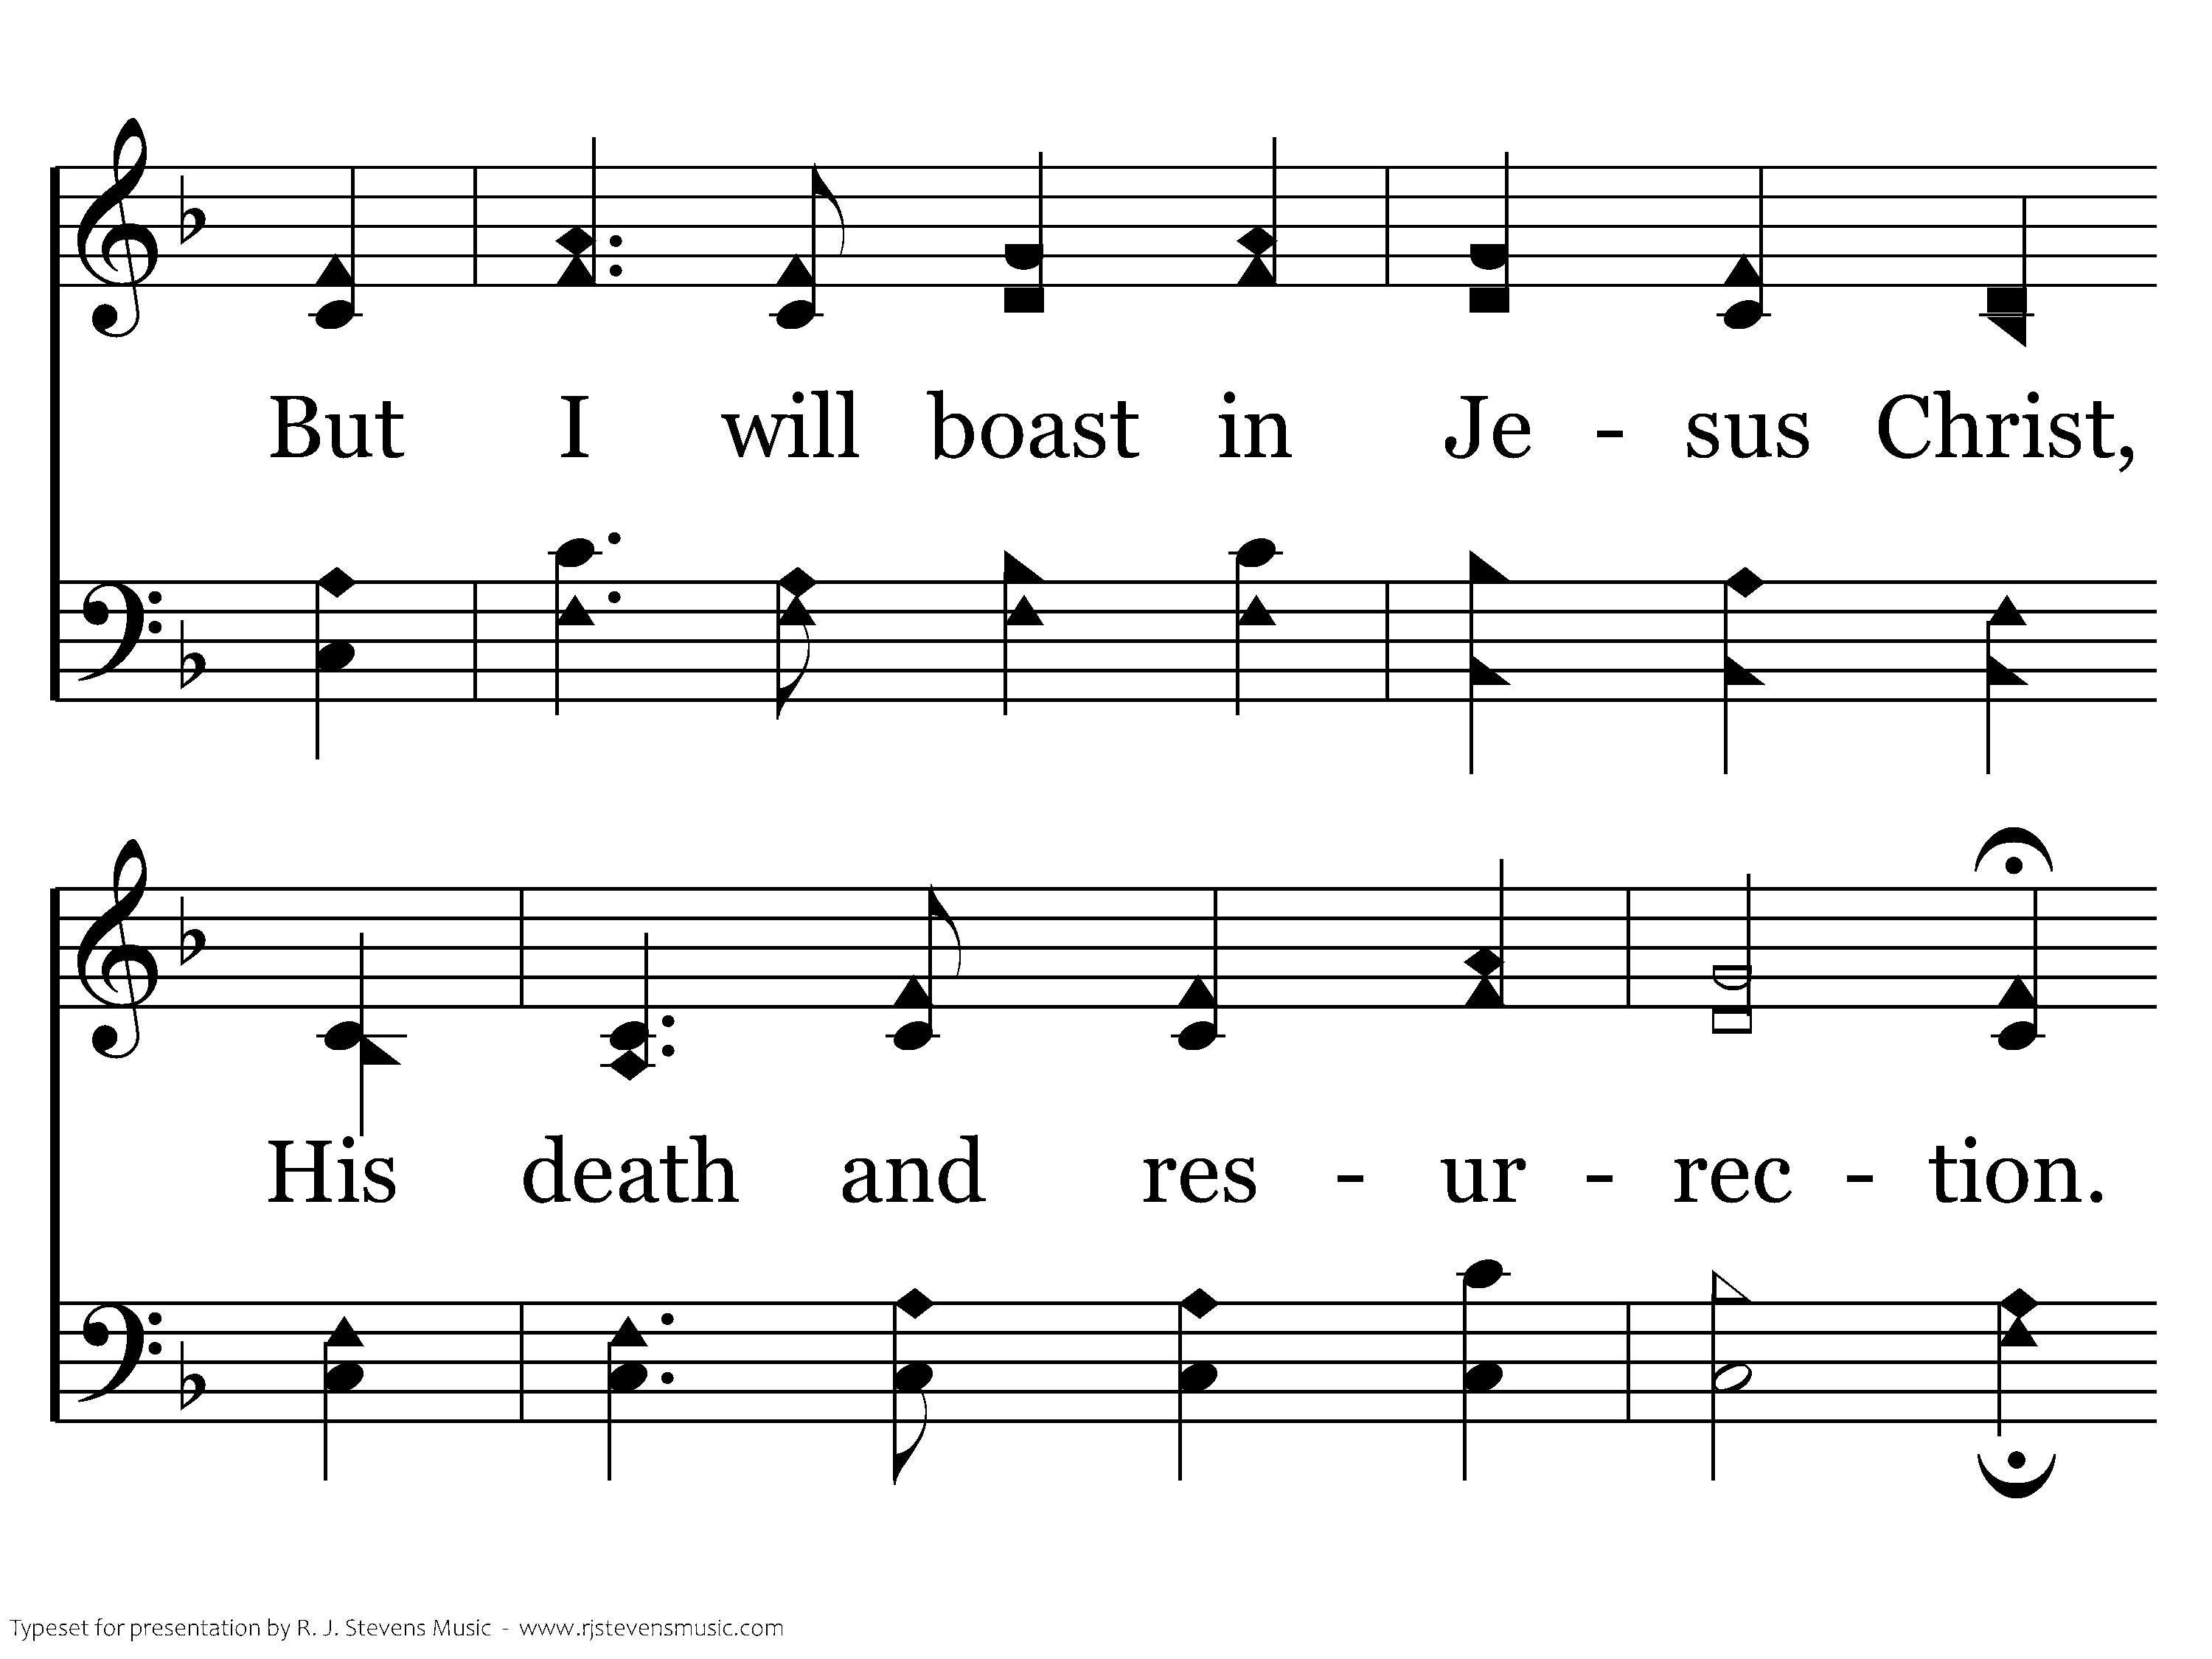 But I will boast in Je - sus Christ,
His death and res - ur - rec - tion.
Typeset for presentation by R. J. Stevens Music - www.rjstevensmusic.com